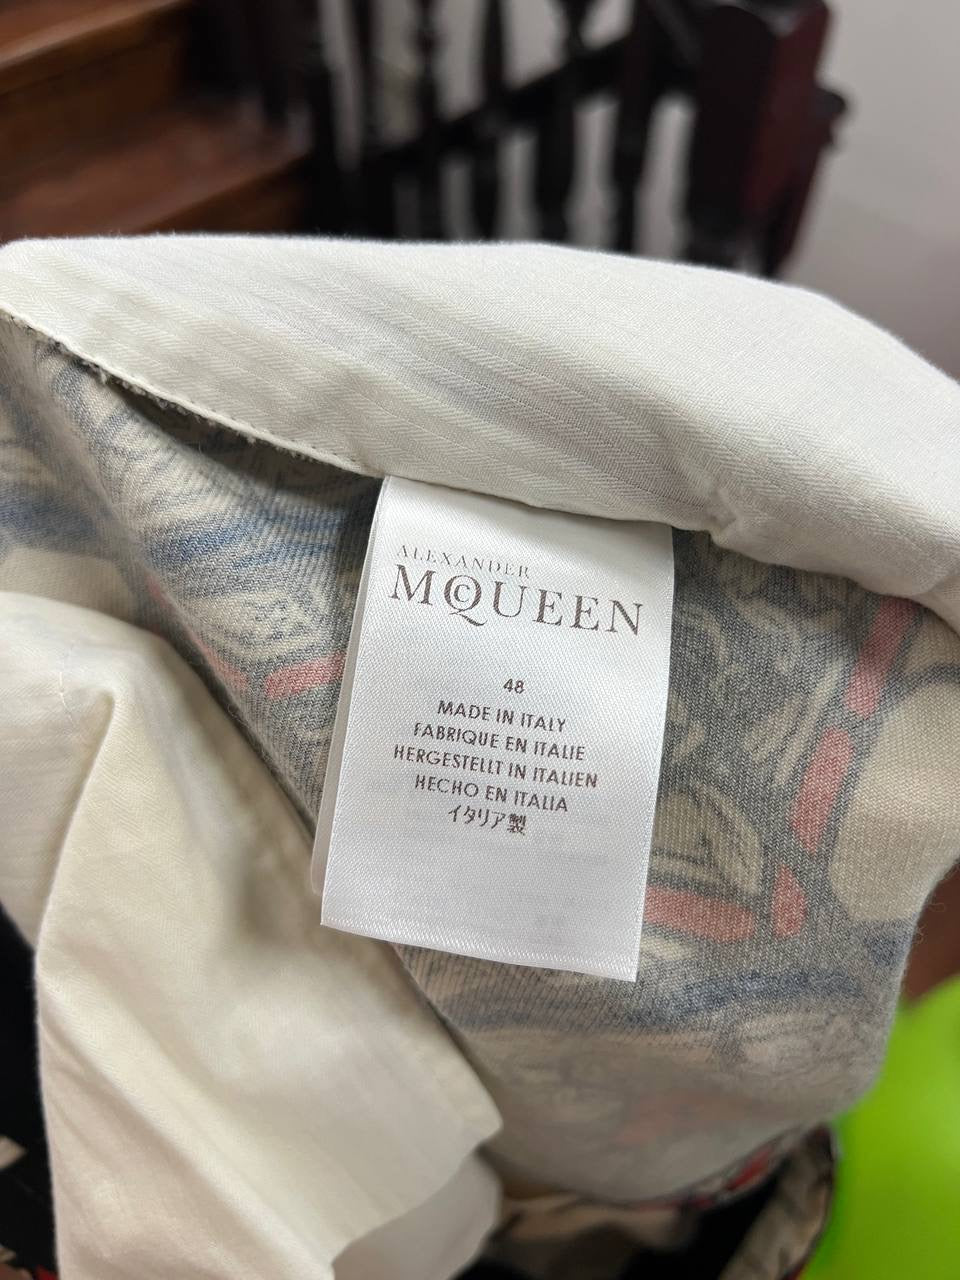 ALEXANDER
MCQUEEN
48
MADE IN ITALY
FABRIQUE EN ITALIE
HERGESTELLT IN ITALIEN
HECHO EN ITALIA
イタリア製